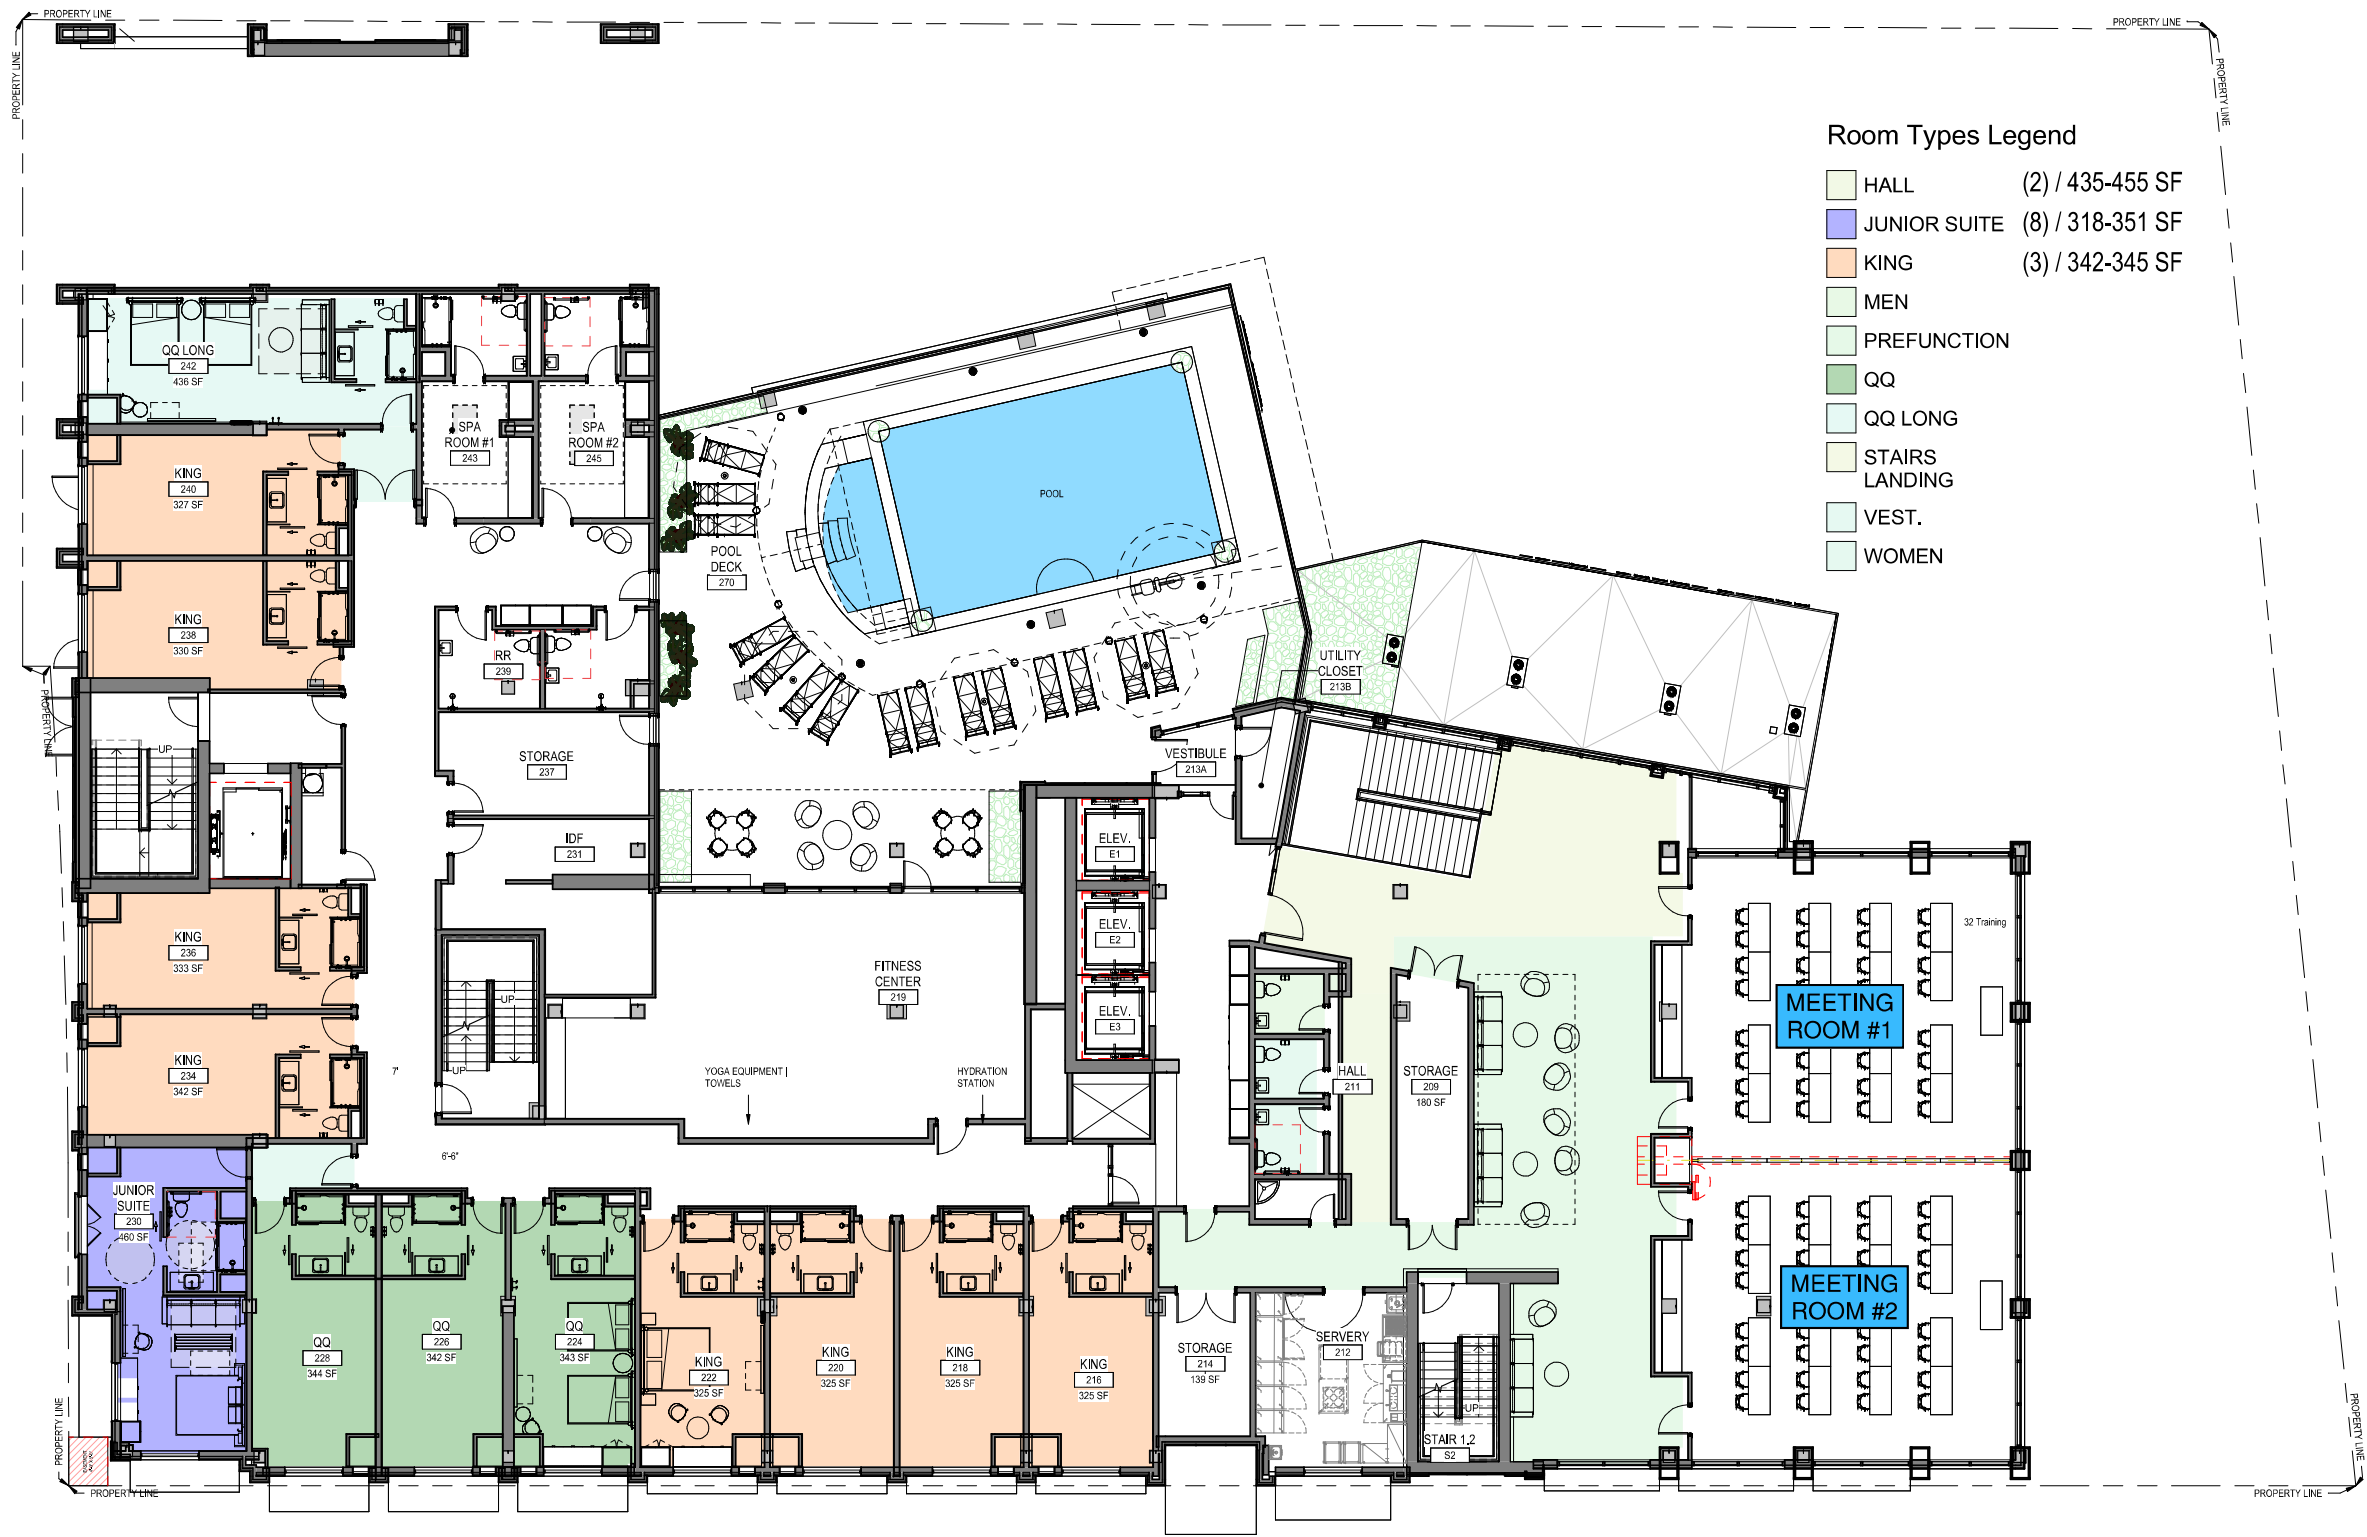 PROPERTY LINE
PROPERTY LINE
PROPERTY LINE
PROPERTY LINE
Room Types Legend
HALL (2) / 435-455 SF
JUNIOR SUITE (8) / 318-351 SF
KING (3) / 342-345 SF
MEN
PREFUNCTION
QQ
QQ LONG
STAIRS
LANDING
VEST.
WOMEN
QQ LONG
242
436 SF
SPA
ROOM #1
243
SPA
ROOM #2
245
KING
240
327 SF
POOL
POOL
DECK
270
KING
238
330 SF
RR
239
UTILITY
CLOSET
213B
PROPERTY LINE
UP
STORAGE
237
VESTIBULE
213A
IDF
231
ELEV.
E1
ELEV.
E2
ELEV.
E3
KING
236
333 SF
FITNESS
CENTER
219
32 Training
MEETING
ROOM #1
UP
UP
KING
234
342 SF
7'
YOGA EQUIPMENT |
TOWELS
HYDRATION
STATION
HALL
211
STORAGE
209
180 SF
6'-6"
JUNIOR
SUITE
230
460 SF
MEETING
ROOM #2
QQ
228
344 SF
QQ
226
342 SF
QQ
224
343 SF
KING
222
325 SF
KING
220
325 SF
KING
218
325 SF
KING
216
325 SF
STORAGE
214
139 SF
SERVERY
212
UP
STAIR 1.2
S2
PROPERTY LINE
PROPERTY LINE
PROPERTY LINE
PROPERTY LINE